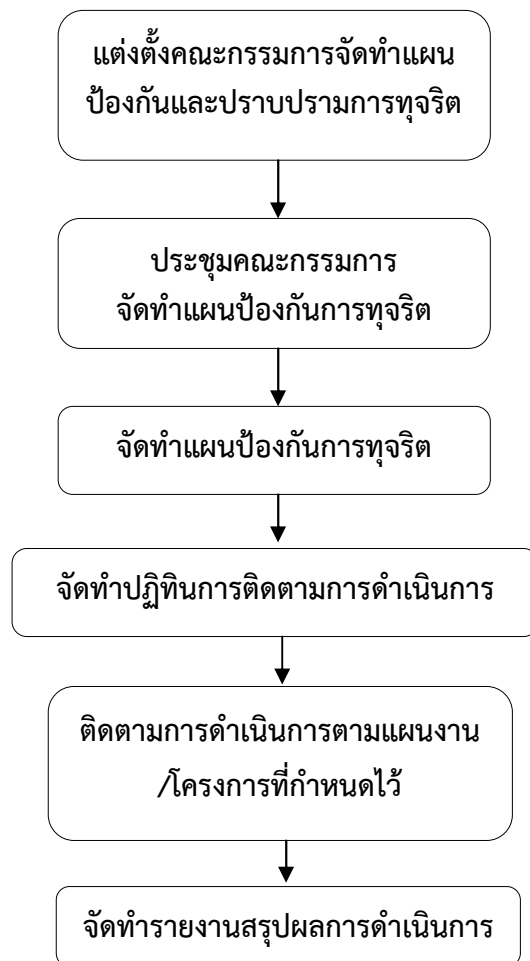 แต่งตั้งคณะกรรมการจัดทำแผน
ป้องกันและปราบปรามการทุจริต
ประชุมคณะกรรมการ
จัดทำแผนป้องกันการทุจริต
จัดทำแผนป้องกันการทุจริต
จัดทำปฏิทินการติดตามการดำเนินการ
ติดตามการดำเนินการตามแผนงาน
/โครงการที่กำหนดไว้
จัดทำรายงานสรุปผลการดำเนินการ